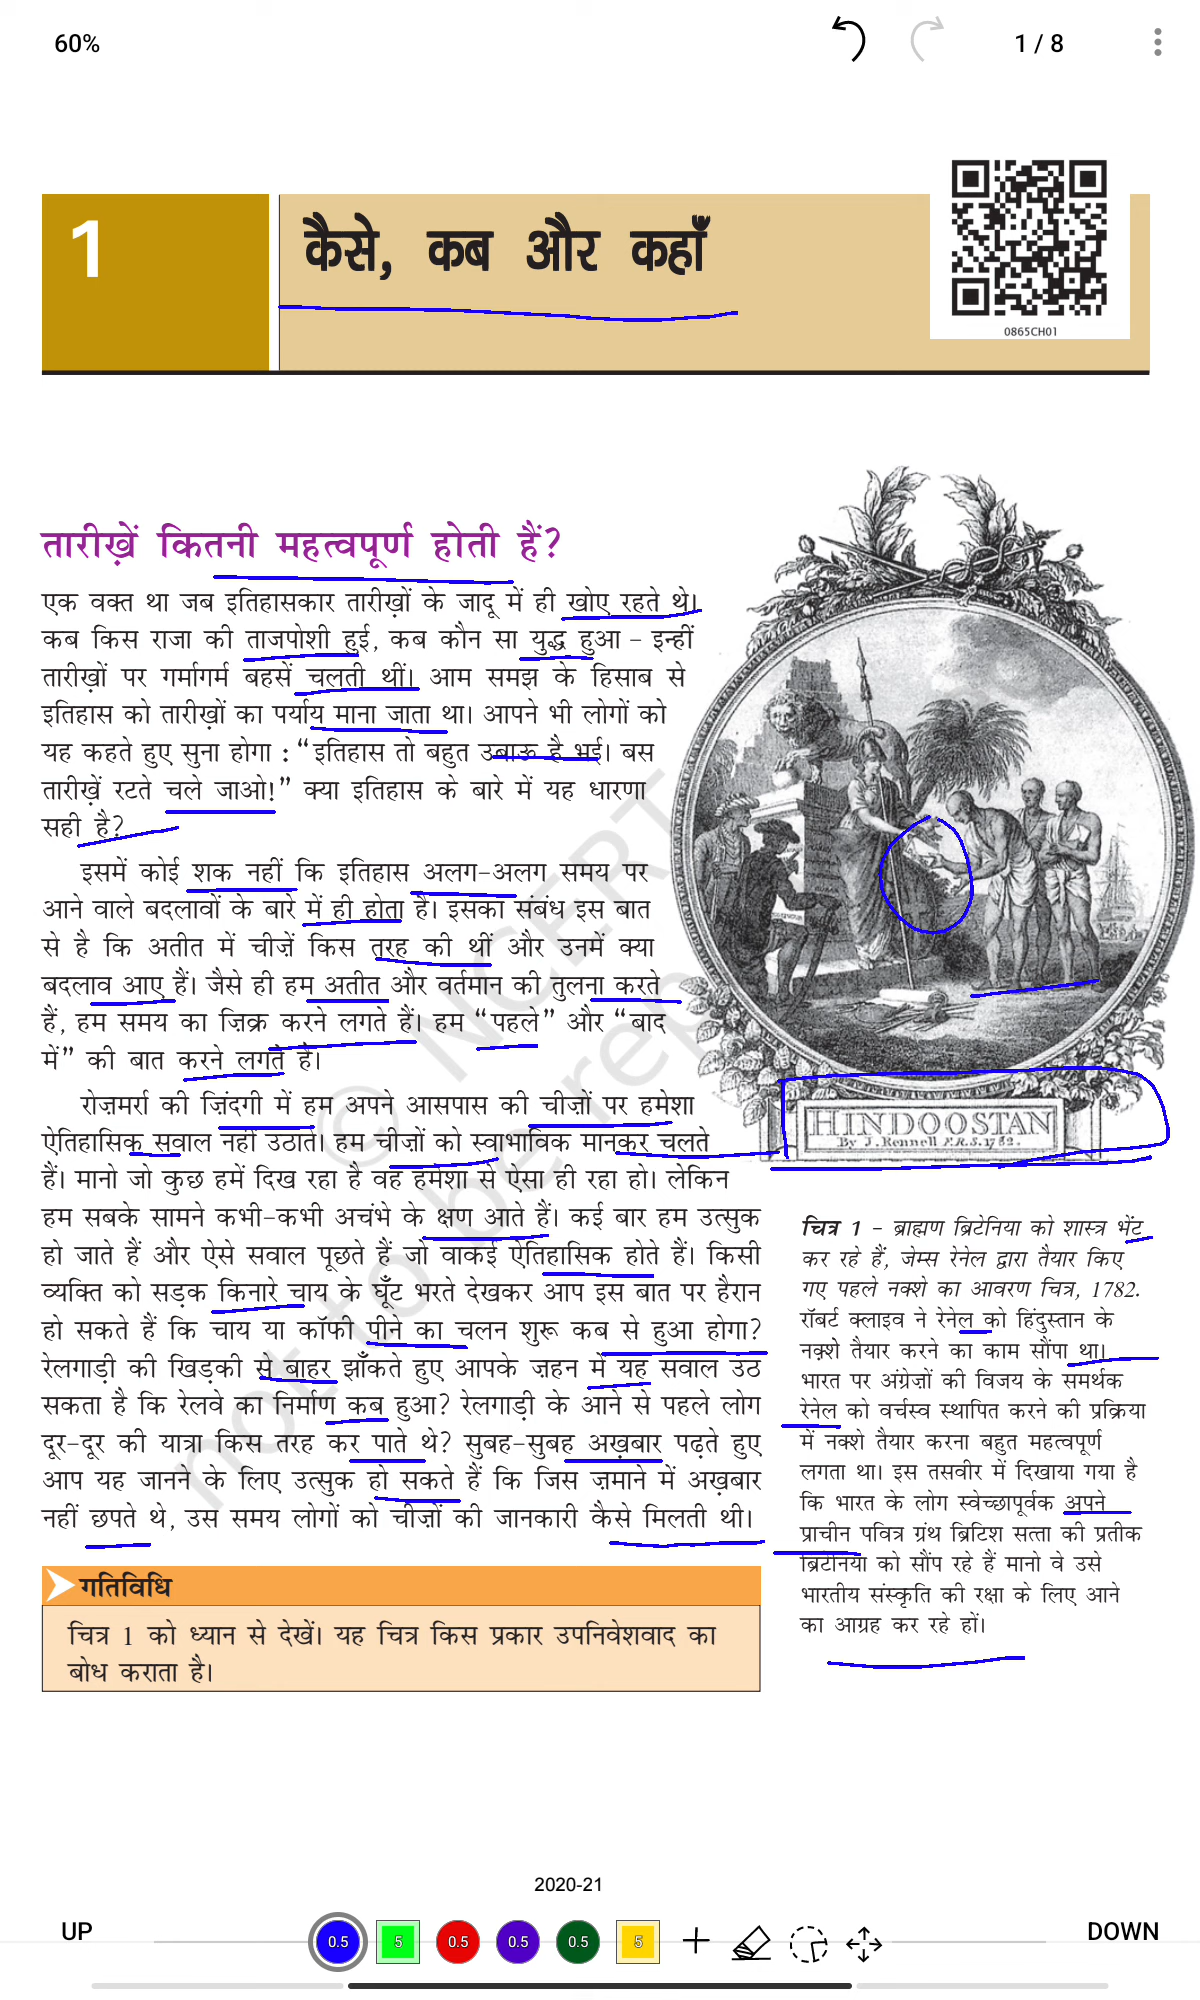 60%
1 / 8
1
कैसे, कब और कहाँ
0865CH01
तारीख़ें कितनी महत्वपूर्ण होती हैं?
एक वक्त था जब इतिहासकार तारीख़ों के जादू में ही खोए रहते थे।
कब किस राजा की ताजपोशी हुई, कब कौन सा युद्ध हुआ - इन्हीं
तारीख़ों पर गर्मागर्म बहसें चलती थीं। आम समझ के हिसाब से
इतिहास को तारीख़ों का पर्याय माना जाता था। आपने भी लोगों को
यह कहते हुए सुना होगा : “इतिहास तो बहुत उबाऊ है भई। बस
तारीख़ें रटते चले जाओ!” क्या इतिहास के बारे में यह धारणा
सही है?
इसमें कोई शक नहीं कि इतिहास अलग-अलग समय पर
आने वाले बदलावों के बारे में ही होता है। इसका संबंध इस बात
से है कि अतीत में चीज़ें किस तरह की थीं और उनमें क्या
बदलाव आए हैं। जैसे ही हम अतीत और वर्तमान की तुलना करते
हैं, हम समय का ज़िक्र करने लगते हैं। हम “पहले” और “बाद
में” की बात करने लगते हैं।
रोज़मर्रा की ज़िंदगी में हम अपने आसपास की चीज़ों पर हमेशा
ऐतिहासिक सवाल नहीं उठाते। हम चीज़ों को स्वाभाविक मानकर चलते
हैं। मानो जो कुछ हमें दिख रहा है वह हमेशा से ऐसा ही रहा हो। लेकिन
हम सबके सामने कभी-कभी अचंभे के क्षण आते हैं। कई बार हम उत्सुक
हो जाते हैं और ऐसे सवाल पूछते हैं जो वाकई ऐतिहासिक होते हैं। किसी
व्यक्ति को सड़क किनारे चाय के घूँट भरते देखकर आप इस बात पर हैरान
हो सकते हैं कि चाय या कॉफी पीने का चलन शुरू कब से हुआ होगा?
रेलगाड़ी की खिड़की से बाहर झाँकते हुए आपके ज़हन में यह सवाल उठ
सकता है कि रेलवे का निर्माण कब हुआ? रेलगाड़ी के आने से पहले लोग
दूर-दूर की यात्रा किस तरह कर पाते थे? सुबह-सुबह अख़बार पढ़ते हुए
आप यह जानने के लिए उत्सुक हो सकते हैं कि जिस ज़माने में अख़बार
नहीं छपते थे, उस समय लोगों को चीज़ों की जानकारी कैसे मिलती थी।
HINDOOSTAN
By J. Rennell F.R.S. 1782.
चित्र 1 - ब्राह्मण ब्रिटेनिया को शास्त्र भेंट
कर रहे हैं, जेम्स रेनेल द्वारा तैयार किए
गए पहले नक्शे का आवरण चित्र, 1782.
रॉबर्ट क्लाइव ने रेनेल को हिंदुस्तान के
नक़्शे तैयार करने का काम सौंपा था।
भारत पर अंग्रेज़ों की विजय के समर्थक
रेनेल को वर्चस्व स्थापित करने की प्रक्रिया
में नक्शे तैयार करना बहुत महत्वपूर्ण
लगता था। इस तसवीर में दिखाया गया है
कि भारत के लोग स्वेच्छापूर्वक अपने
प्राचीन पवित्र ग्रंथ ब्रिटिश सत्ता की प्रतीक
ब्रिटेनिया को सौंप रहे हैं मानो वे उसे
भारतीय संस्कृति की रक्षा के लिए आने
का आग्रह कर रहे हों।
गतिविधि
चित्र 1 को ध्यान से देखें। यह चित्र किस प्रकार उपनिवेशवाद का
बोध कराता है।
© NCERT
not to be rep
2020-21
UP
0.5
5
0.5
0.5
0.5
5
DOWN